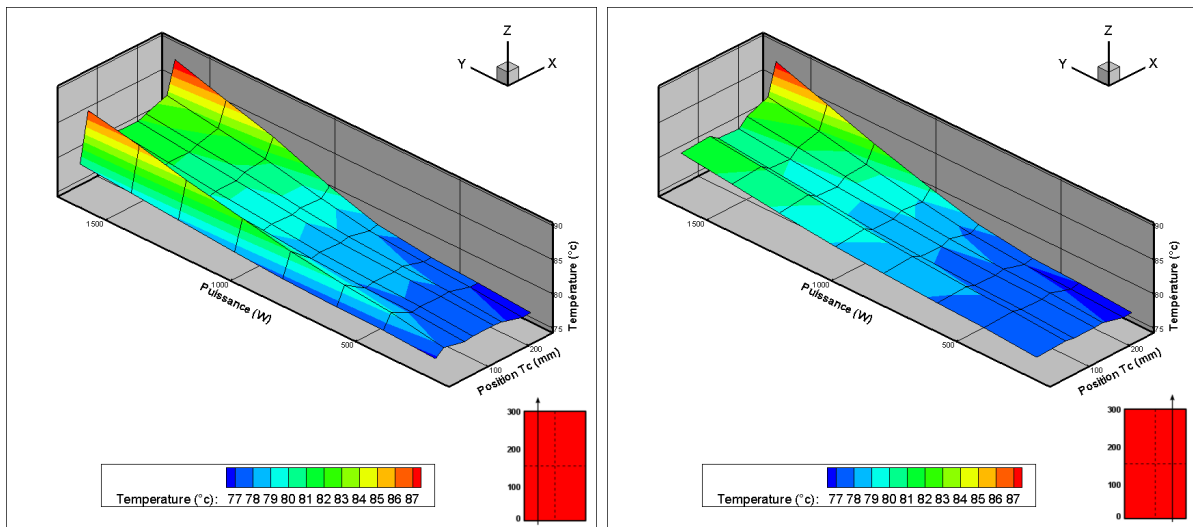 Z
Y
X
90
85
80
75
Température (°c)
1500
1000
500
Puissance (W)
200
100
Position Tc (mm)
300
200
100
0
Temperature (°c): 77 78 79 80 81 82 83 84 85 86 87
Z
Y
X
90
85
80
75
Température (°c)
1500
1000
500
Puissance (W)
200
100
Position Tc (mm)
300
200
100
0
Temperature (°c): 77 78 79 80 81 82 83 84 85 86 87